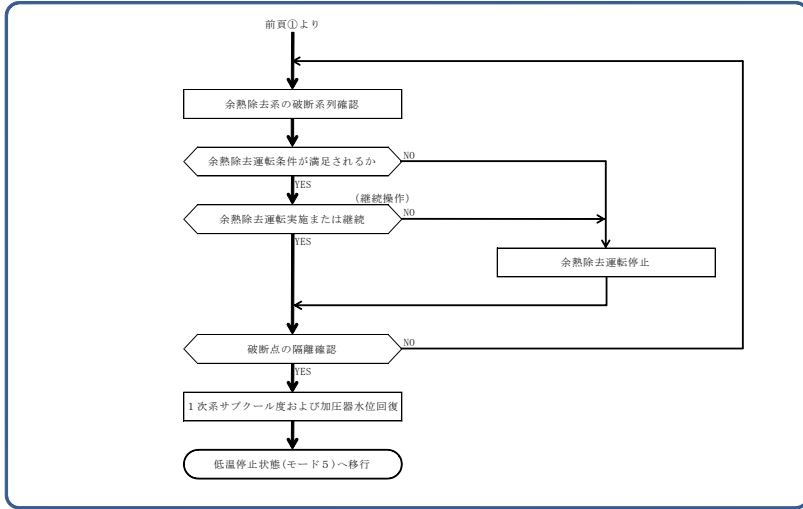 前頁①より
余熱除去系の破断系列確認
余熱除去運転条件が満足されるか
NO
YES
(継続操作)
余熱除去運転実施または継続
NO
YES
余熱除去運転停止
破断点の隔離確認
NO
YES
1次系サブクール度および加圧器水位回復
低温停止状態(モード5)へ移行